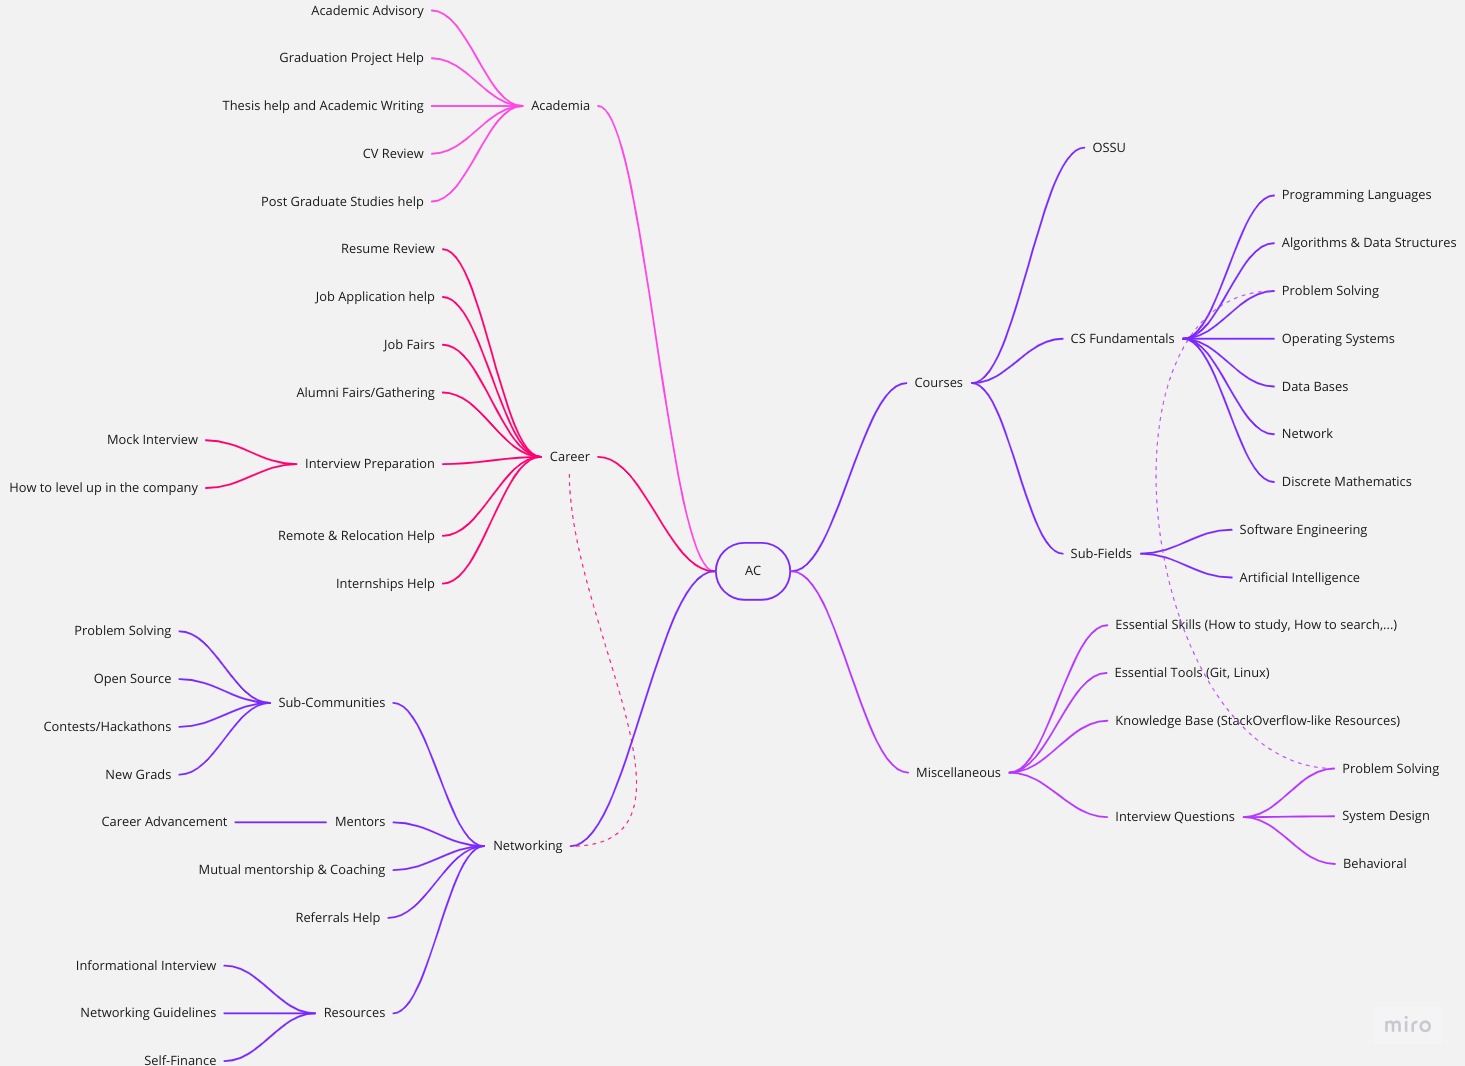 Academic Advisory
Graduation Project Help
Thesis help and Academic Writing
CV Review
Post Graduate Studies help
Academia
Resume Review
Job Application help
Job Fairs
Alumni Fairs/Gathering
Mock Interview
How to level up in the company
Interview Preparation
Remote & Relocation Help
Internships Help
Career
Problem Solving
Open Source
Contests/Hackathons
New Grads
Sub-Communities
Career Advancement
Mentors
Mutual mentorship & Coaching
Referrals Help
Informational Interview
Networking Guidelines
Self-Finance
Resources
Networking
AC
Courses
OSSU
CS Fundamentals
Programming Languages
Algorithms & Data Structures
Problem Solving
Operating Systems
Data Bases
Network
Discrete Mathematics
Sub-Fields
Software Engineering
Artificial Intelligence
Miscellaneous
Essential Skills (How to study, How to search,...)
Essential Tools (Git, Linux)
Knowledge Base (StackOverflow-like Resources)
Interview Questions
Problem Solving
System Design
Behavioral
miro